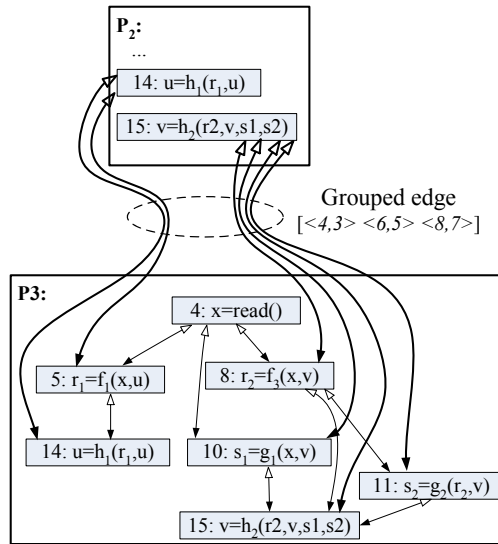 P₂:
...
14: u=h₁(r₁,u)
15: v=h₂(r2,v,s1,s2)
Grouped edge
[<4,3> <6,5> <8,7>]
P3:
4: x=read()
5: r₁=f₁(x,u)
8: r₂=f₃(x,v)
14: u=h₁(r₁,u)
10: s₁=g₁(x,v)
11: s₂=g₂(r₂,v)
15: v=h₂(r2,v,s1,s2)